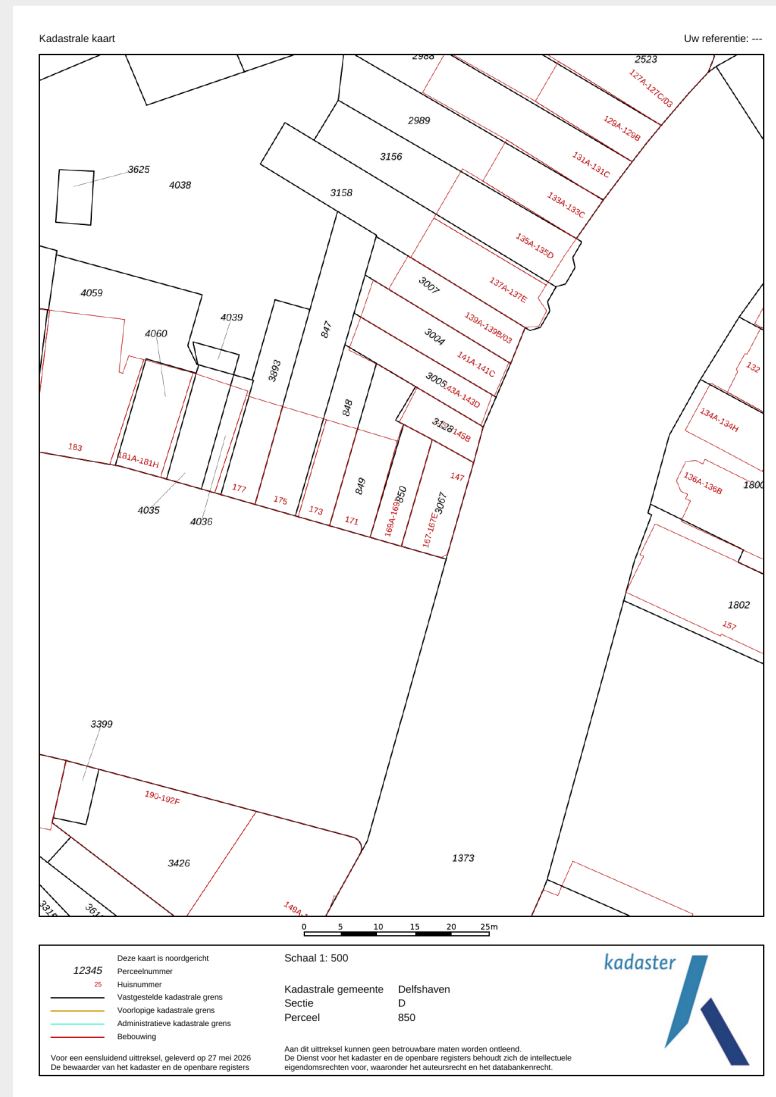 Kadastrale kaart
Uw referentie: ---
2988
2523
127A-127C/03
2989
129A-129B
3156
131A-131C
3625
4038
3158
133A-133C
135A-135D
4059
3007
137A-137E
4039
4060
847
139A-139B/03
3004
141A-141C
3893
3005
143A-143D
132
848
134A-134H
147
183
181A-181H
849
850
136A-136B
1800
177
175
173
171
3067
167-167E
4035
4036
1802
157
3399
190-192F
3426
1373
0 5 10 15 20 25m
Deze kaart is noordgericht
12345 Perceelnummer
25 Huisnummer
Vastgestelde kadastrale grens
Voorlopige kadastrale grens
Administratieve kadastrale grens
Bebouwing
Voor een eensluidend uittreksel, geleverd op 27 mei 2026
De bewaarder van het kadaster en de openbare registers
Schaal 1: 500
Kadastrale gemeente Delfshaven
Sectie D
Perceel 850
Aan dit uittreksel kunnen geen betrouwbare maten worden ontleend.
De Dienst voor het kadaster en de openbare registers behoudt zich de intellectuele
eigendomsrechten voor, waaronder het auteursrecht en het databankenrecht.
kadaster